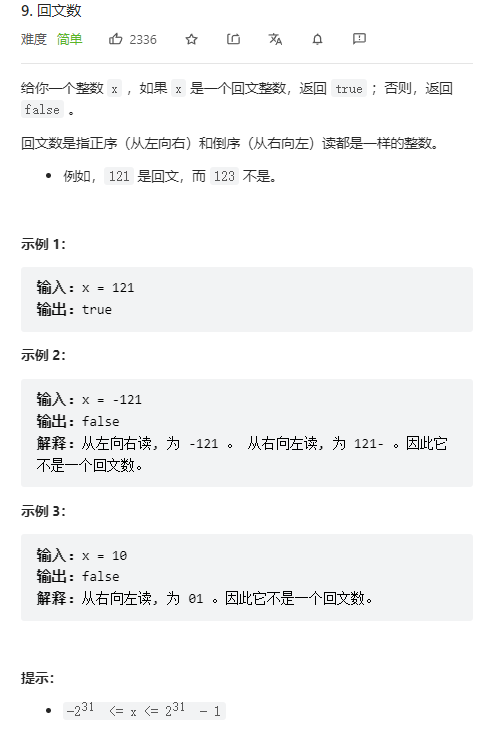 9. 回文数
难度 简单 2336
给你一个整数 x ，如果 x 是一个回文整数，返回 true ；否则，返回
false 。
回文数是指正序（从左向右）和倒序（从右向左）读都是一样的整数。
• 例如，121 是回文，而 123 不是。
示例 1：
输入：x = 121
输出：true
示例 2：
输入：x = -121
输出：false
解释：从左向右读, 为 -121 。 从右向左读, 为 121- 。因此它
不是一个回文数。
示例 3：
输入：x = 10
输出：false
解释：从右向左读, 为 01 。因此它不是一个回文数。
提示：
• -2³¹ <= x <= 2³¹ - 1